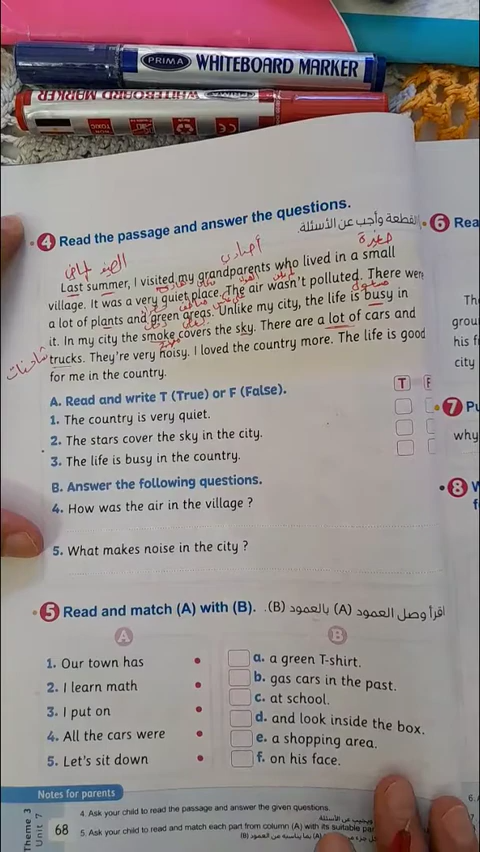 PRIMA WHITEBOARD MARKER
WHITEBOARD MARKER
4 Read the passage and answer the questions.
القطعة وأجب عن الأسئلة.
الصيف الماضي
أجدادي
صغيرة
Last summer, I visited my grandparents who lived in a small
village. It was a very quiet place. The air wasn't polluted. There were
a lot of plants and green areas. Unlike my city, the life is busy in
مشغول
it. In my city the smoke covers the sky. There are a lot of cars and
شاحنات
trucks. They're very noisy. I loved the country more. The life is good
for me in the country.
A. Read and write T (True) or F (False).
T F
1. The country is very quiet.
2. The stars cover the sky in the city.
3. The life is busy in the country.
B. Answer the following questions.
4. How was the air in the village ?
5. What makes noise in the city ?
5 Read and match (A) with (B). اقرأ وصل العمود (A) بالعمود (B).
A B
1. Our town has
a. a green T-shirt.
2. I learn math
b. gas cars in the past.
3. I put on
c. at school.
4. All the cars were
d. and look inside the box.
5. Let's sit down
e. a shopping area.
f. on his face.
Notes for parents
4. Ask your child to read the passage and answer the given questions.
5. Ask your child to read and match each part from column (A) with its suitable
Theme 3
Unit 7
68
6 Rea
Th
grou
his f
city
7 Pu
why
8 W
f